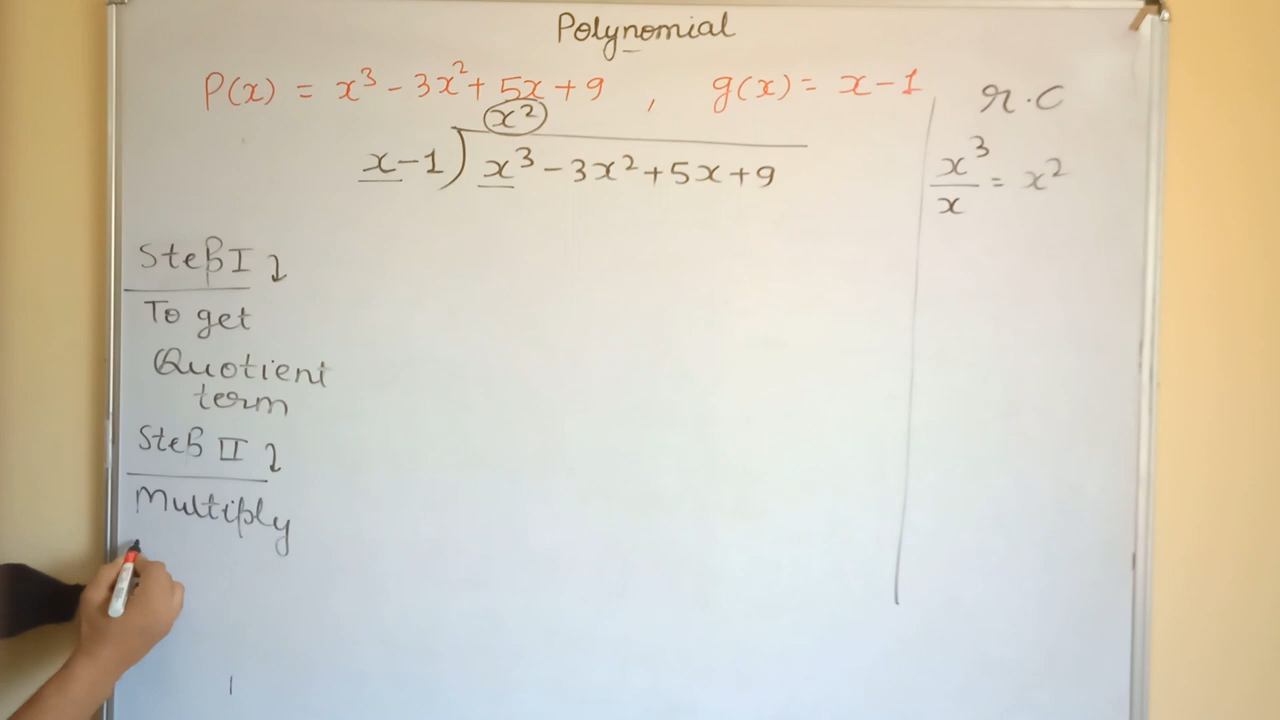 Polynomial
P(x) = x³ - 3x² + 5x + 9 , g(x) = x - 1
r.c
x²
x - 1 ) x³ - 3x² + 5x + 9
x³/x = x²
Step I
To get
Quotient
term
Step II
Multiply